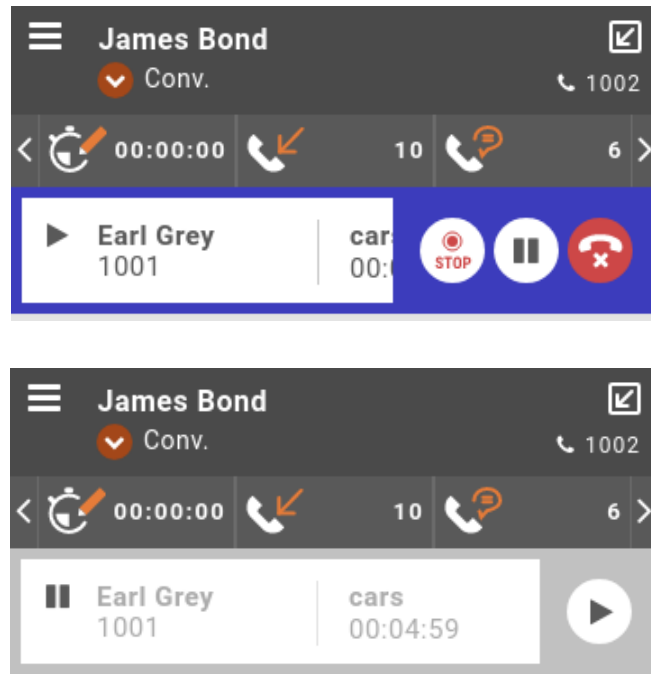 James Bond
Conv.
1002
00:00:00 10 6
Earl Grey
1001
STOP
James Bond
Conv.
1002
00:00:00 10 6
Earl Grey cars
1001 00:04:59